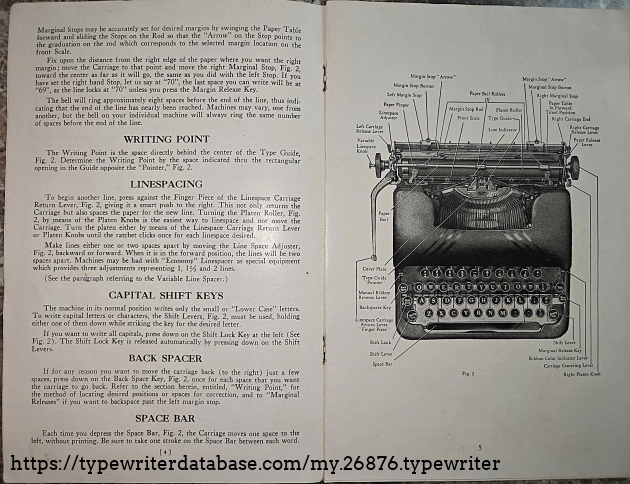 Marginal Stops may be accurately set for desired margins by swinging the Paper Table
forward and sliding the Stops on the Rod so that the "Arrow" on the Stop points to
the graduation on the rod which corresponds to the selected margin location on the
front Scale.
Fix upon the distance from the right edge of the paper where you want the right
margin; move the Carriage to that point and move the right Marginal Stop, Fig. 2,
toward the center as far as it will go, the same as you did with the left Stop. If you
have set the right hand Stop, let us say at "70", the last space you can write will be at
"69", as the line locks at "70" unless you press the Margin Release Key.
The bell will ring approximately eight spaces before the end of the line, thus indi-
cating that the end of the line has nearly been reached. Machines may vary, one from
another, but the bell on your individual machine will always ring the same number
of spaces before the end of the line.
WRITING POINT
The Writing Point is the space directly behind the center of the Type Guide,
Fig. 2. Determine the Writing Point by the space indicated thru the rectangular
opening in the Guide opposite the "Pointer," Fig. 2.
LINESPACING
To begin another line, press against the Finger Piece of the Linespace Carriage
Return Lever, Fig. 2, giving it a smart push to the right. This not only returns the
Carriage but also spaces the paper for the new line. Turning the Platen Roller, Fig.
2, by means of the Platen Knobs is the easiest way to linespace and not move the
Carriage. Turn the platen either by means of the Linespace Carriage Return Lever
or Platen Knobs until the ratchet clicks once for each linespace desired.
Make lines either one or two spaces apart by moving the Line Space Adjuster,
Fig. 2, backward or forward. When it is in the forward position, the lines will be two
spaces apart. Machines may be had with "Economy" Linespacer as special equipment
which provides three adjustments representing 1, 1½ and 2 lines.
(See the paragraph referring to the Variable Line Spacer.)
CAPITAL SHIFT KEYS
The machine in its normal position writes only the small or "Lower Case" letters.
To write capital letters or characters, the Shift Levers, Fig. 2, must be used, holding
either one of them down while striking the key for the desired letter.
If you want to write all capitals, press down on the Shift Lock Key at the left (See
Fig. 2). The Shift Lock Key is released automatically by pressing down on the Shift
Levers.
BACK SPACER
If for any reason you want to move the carriage back (to the right) just a few
spaces, press down on the Back Space Key, Fig. 2, once for each space that you want
the carriage to go back. Refer to the section herein, entitled, "Writing Point," for
the method of locating desired positions or spaces for correction, and to "Marginal
Releases" if you want to backspace past the left margin stop.
SPACE BAR
Each time you depress the Space Bar, Fig. 2, the Carriage moves one space to the
left, without printing. Be sure to take one stroke on the Space Bar between each word.
[4]
Margin Stop "Arrow"
Margin Stop Button
Left Margin Stop
Paper Finger
Linespace
Adjuster
Left Carriage
Release Lever
Variable
Linespace
Knob
Paper Bail Rollers
Margin Stop Rod
Front Scale
Platen Roller
Type Guide
Line Indicator
Margin Stop "Arrow"
Marginal Stop Button
Right Marginal Stop
Paper Table
In Forward
Tilted Position
Right Carriage End
Right Carriage
Release Lever
Paper Release
Lever
Paper
Bail
Cover Plate
Type Guide
Pointer
Manual Ribbon
Reverse Lever
Backspacer Key
Linespace Carriage
Return Lever
Finger Piece
Shift Lock
Shift Lever
Space Bar
Shift Lever
Marginal Release Key
Ribbon Color Indicator Lever
Carriage Centering Lever
Right Platen Knob
Fig. 2
5
https://typewriterdatabase.com/my.26876.typewriter